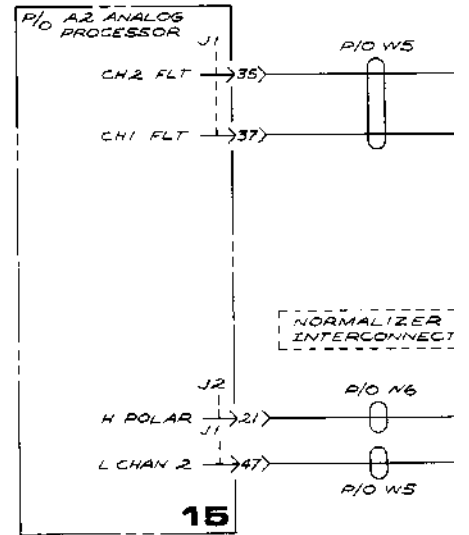 P/O A2 ANALOG
PROCESSOR
J1
P/O W5
CH2 FLT 35
CH1 FLT 37
NORMALIZER
INTERCONNECT
J2
P/O W6
H POLAR 21
J1
L CHAN 2 47
P/O W5
15